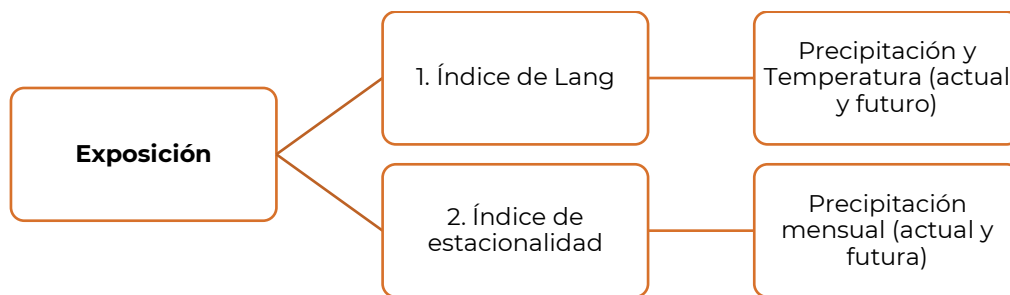 Exposición
1. Índice de Lang
Precipitación y
Temperatura (actual
y futuro)
2. Índice de
estacionalidad
Precipitación
mensual (actual y
futura)